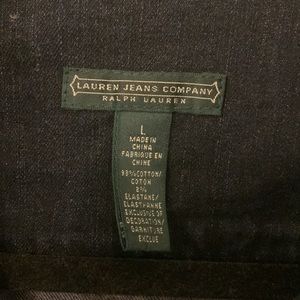 LAUREN JEANS COMPANY
RALPH LAUREN
L
MADE IN
CHINA
FABRIQUE EN
CHINE
98%COTTON/
COTON
2%
ELASTANE/
ELASTHANNE
EXCLUSIVE OF
DECORATION/
GARNITURE
EXCLUE